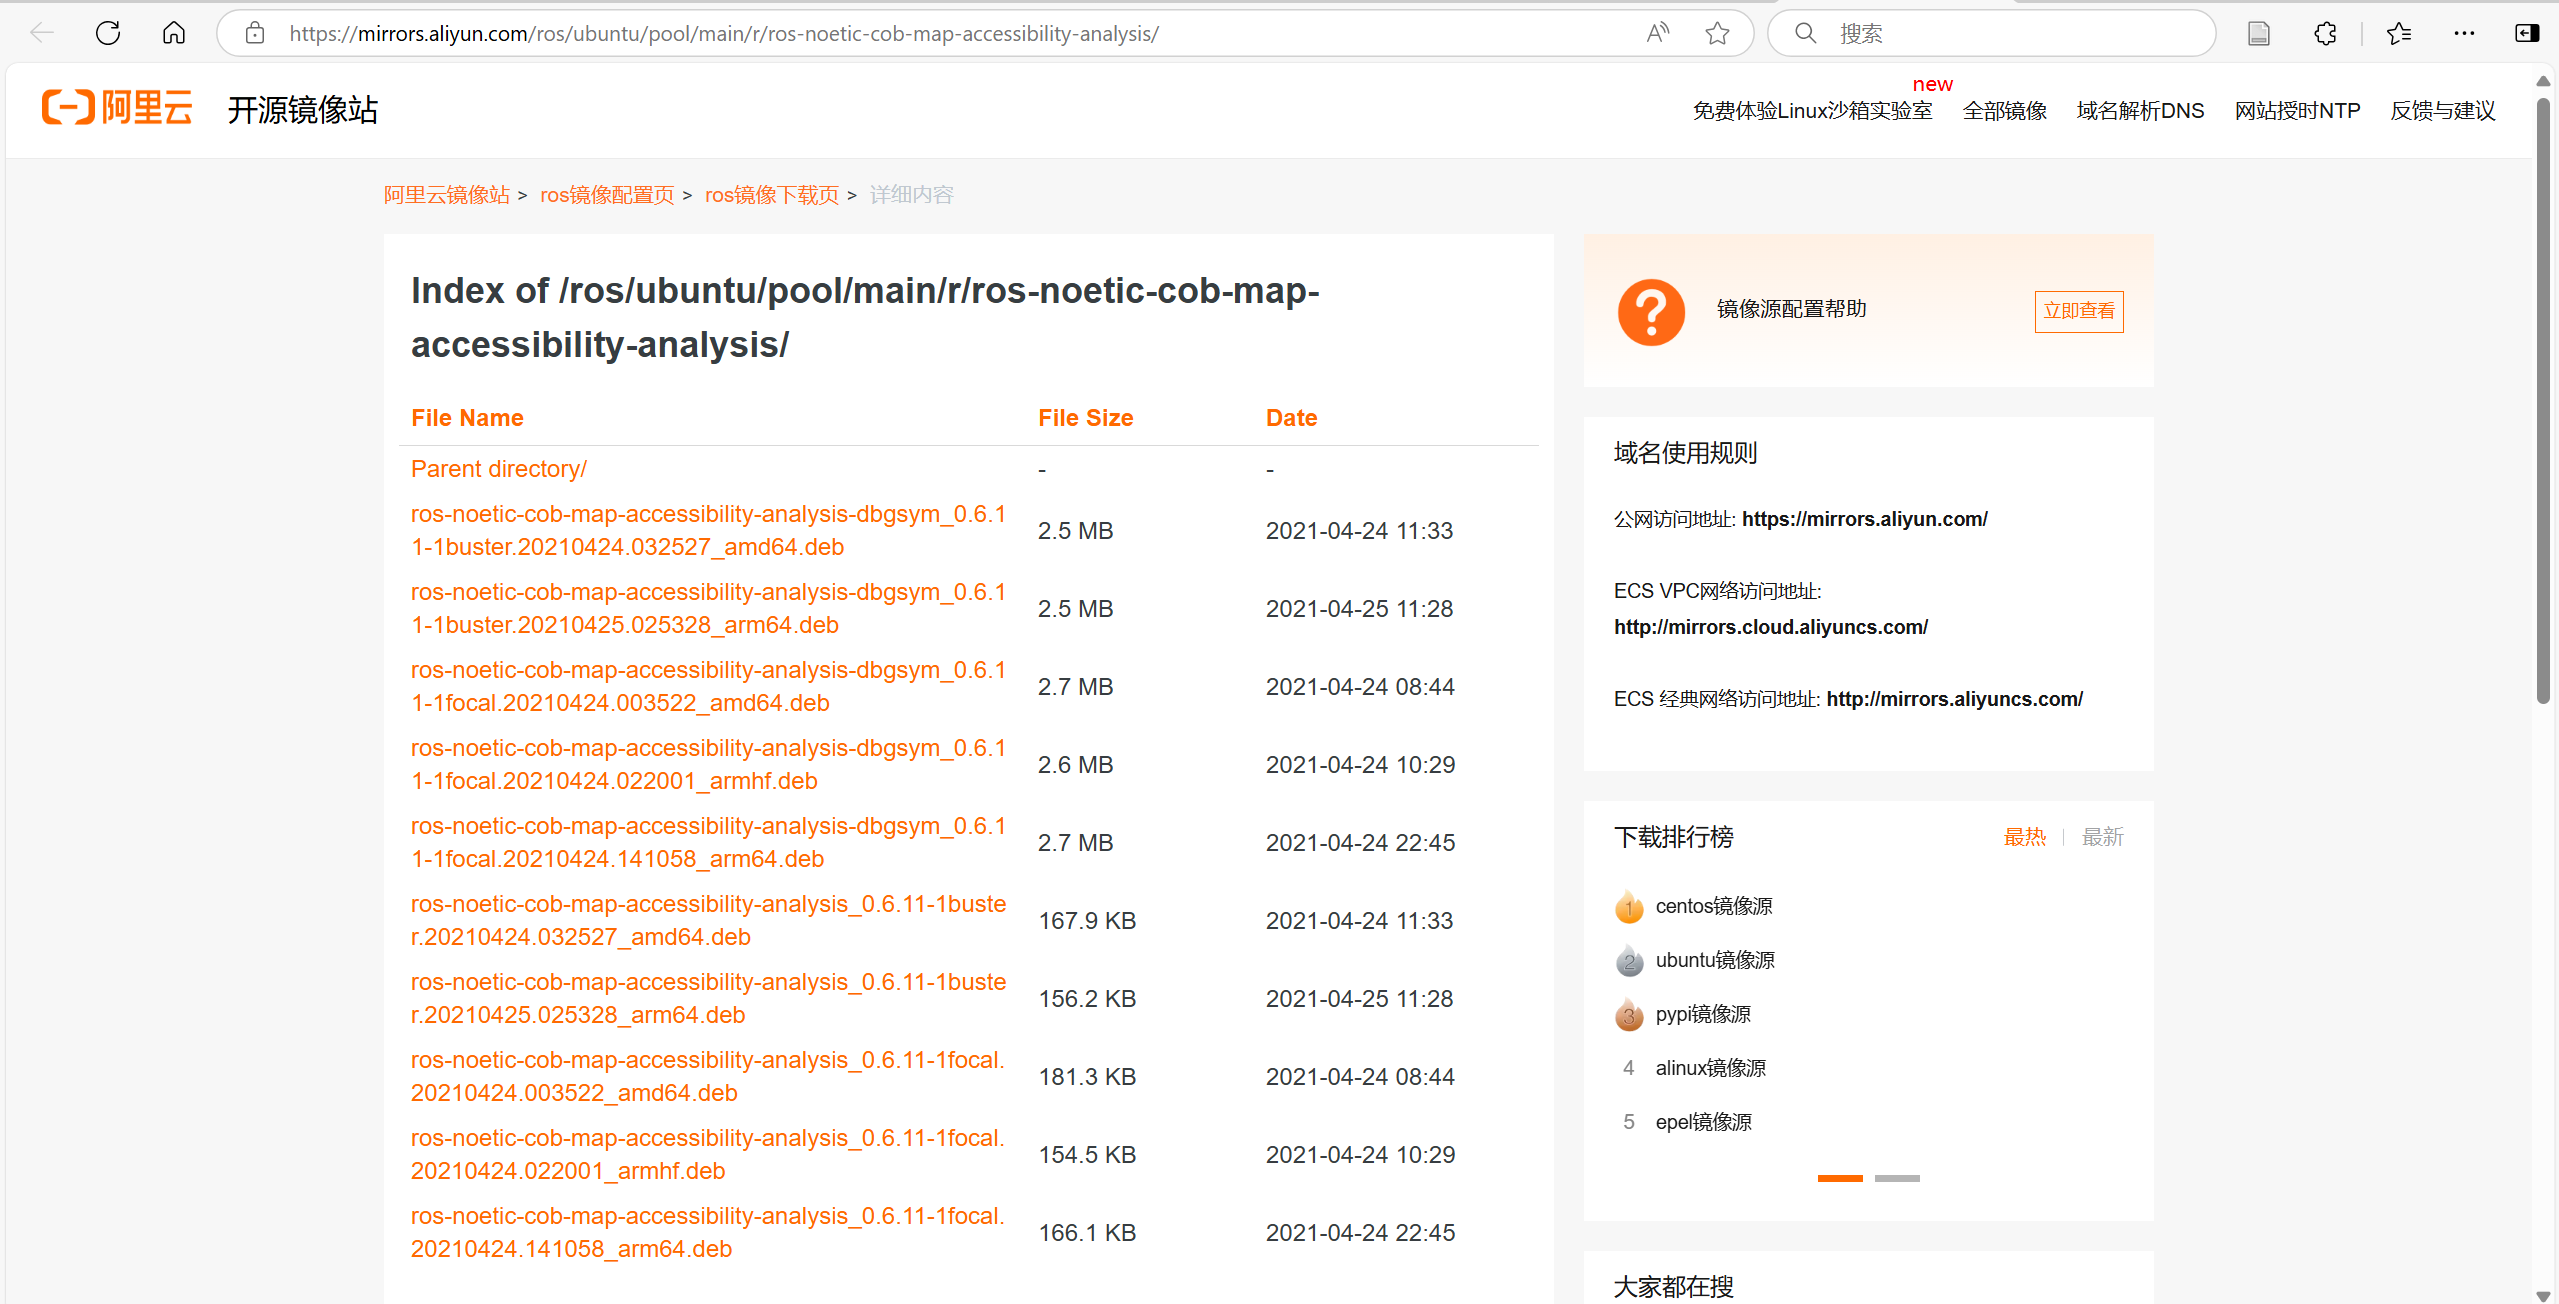 https://mirrors.aliyun.com/ros/ubuntu/pool/main/r/ros-noetic-cob-map-accessibility-analysis/
搜索
阿里云
开源镜像站
new
免费体验Linux沙箱实验室 全部镜像 域名解析DNS 网站授时NTP 反馈与建议
阿里云镜像站 > ros镜像配置页 > ros镜像下载页 > 详细内容
Index of /ros/ubuntu/pool/main/r/ros-noetic-cob-map-
accessibility-analysis/
File Name File Size Date
Parent directory/ - -
ros-noetic-cob-map-accessibility-analysis-dbgsym_0.6.1
1-1buster.20210424.032527_amd64.deb
2.5 MB 2021-04-24 11:33
ros-noetic-cob-map-accessibility-analysis-dbgsym_0.6.1
1-1buster.20210425.025328_arm64.deb
2.5 MB 2021-04-25 11:28
ros-noetic-cob-map-accessibility-analysis-dbgsym_0.6.1
1-1focal.20210424.003522_amd64.deb
2.7 MB 2021-04-24 08:44
ros-noetic-cob-map-accessibility-analysis-dbgsym_0.6.1
1-1focal.20210424.022001_armhf.deb
2.6 MB 2021-04-24 10:29
ros-noetic-cob-map-accessibility-analysis-dbgsym_0.6.1
1-1focal.20210424.141058_arm64.deb
2.7 MB 2021-04-24 22:45
ros-noetic-cob-map-accessibility-analysis_0.6.11-1buste
r.20210424.032527_amd64.deb
167.9 KB 2021-04-24 11:33
ros-noetic-cob-map-accessibility-analysis_0.6.11-1buste
r.20210425.025328_arm64.deb
156.2 KB 2021-04-25 11:28
ros-noetic-cob-map-accessibility-analysis_0.6.11-1focal.
20210424.003522_amd64.deb
181.3 KB 2021-04-24 08:44
ros-noetic-cob-map-accessibility-analysis_0.6.11-1focal.
20210424.022001_armhf.deb
154.5 KB 2021-04-24 10:29
ros-noetic-cob-map-accessibility-analysis_0.6.11-1focal.
20210424.141058_arm64.deb
166.1 KB 2021-04-24 22:45
镜像源配置帮助
立即查看
域名使用规则
公网访问地址: https://mirrors.aliyun.com/
ECS VPC网络访问地址:
http://mirrors.cloud.aliyuncs.com/
ECS 经典网络访问地址: http://mirrors.aliyuncs.com/
下载排行榜 最热 最新
1 centos镜像源
2 ubuntu镜像源
3 pypi镜像源
4 alinux镜像源
5 epel镜像源
大家都在搜